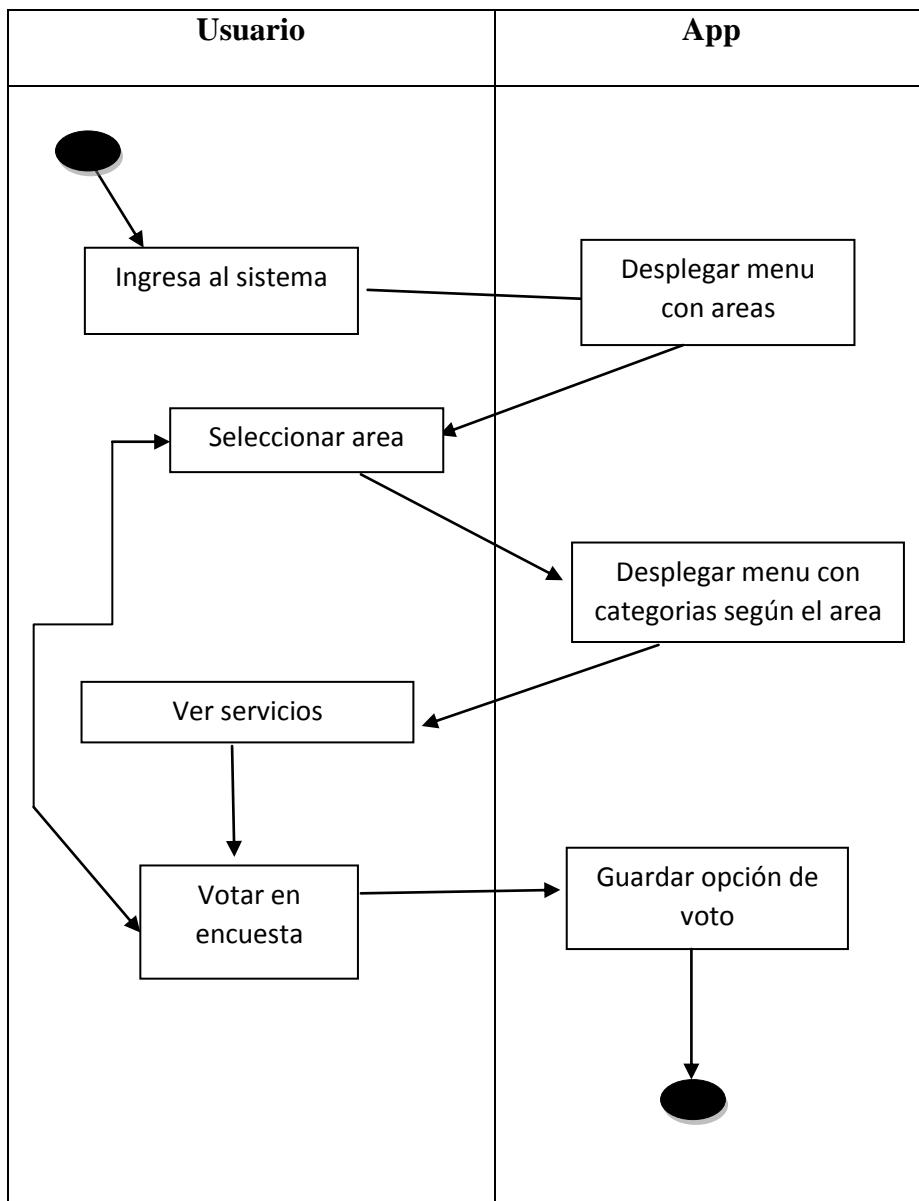 Usuario
App
Ingresa al sistema
Desplegar menu
con areas
Seleccionar area
Desplegar menu con
categorias según el area
Ver servicios
Votar en
encuesta
Guardar opción de
voto